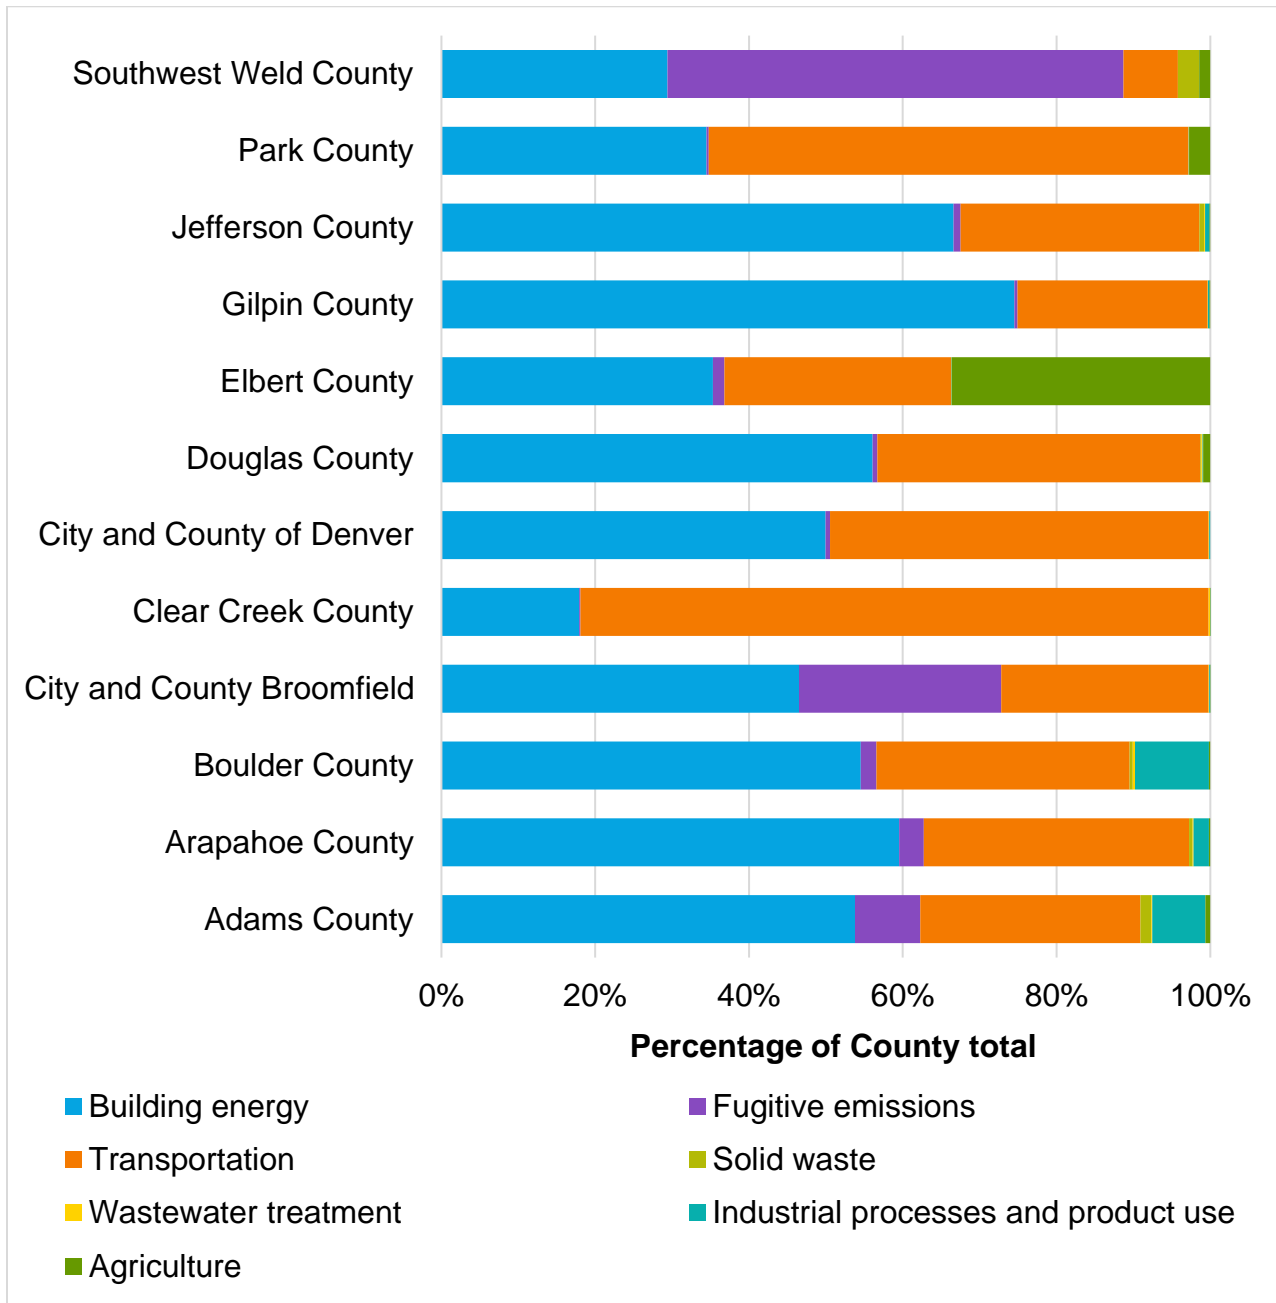 Southwest Weld County
Park County
Jefferson County
Gilpin County
Elbert County
Douglas County
City and County of Denver
Clear Creek County
City and County Broomfield
Boulder County
Arapahoe County
Adams County
0% 20% 40% 60% 80% 100%
Percentage of County total
Building energy Fugitive emissions
Transportation Solid waste
Wastewater treatment Industrial processes and product use
Agriculture